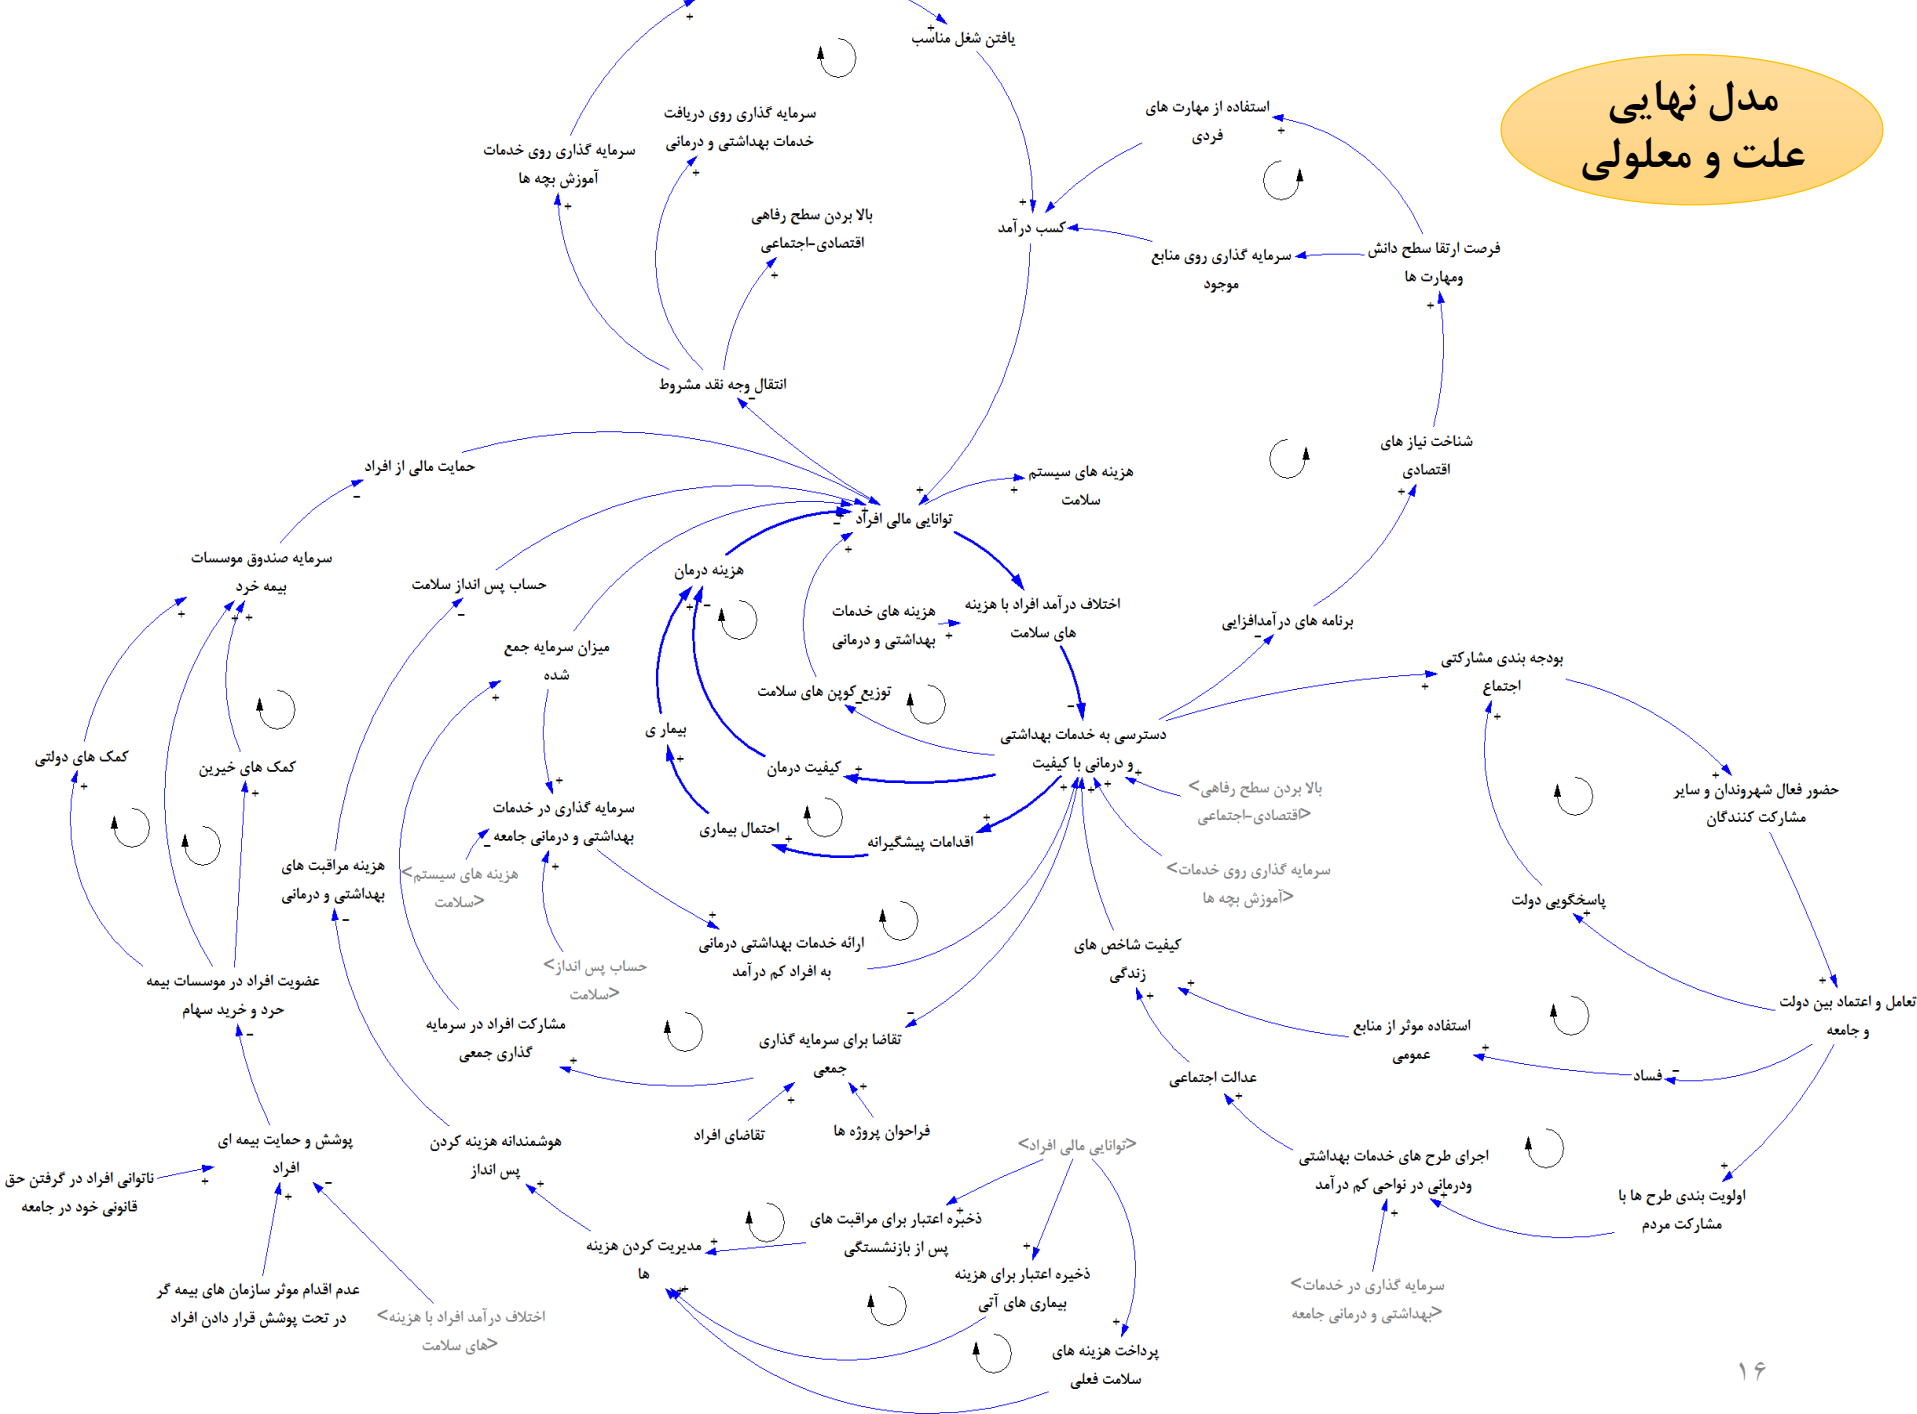 مدل نهایی
علت و معلولی
یافتن شغل مناسب
سرمایه گذاری روی دریافت
خدمات بهداشتی و درمانی
سرمایه گذاری روی خدمات
آموزش بچه ها
بالا بردن سطح رفاهی
اقتصادی-اجتماعی
استفاده از مهارت های
فردی
کسب درآمد
سرمایه گذاری روی منابع
موجود
فرصت ارتقا سطح دانش
ومهارت ها
انتقال وجه نقد مشروط
شناخت نیاز های
اقتصادی
حمایت مالی از افراد
هزینه های سیستم
سلامت
توانایی مالی افراد
سرمایه صندوق موسسات
بیمه خرد
حساب پس انداز سلامت
هزینه درمان
هزینه های خدمات
بهداشتی و درمانی
اختلاف درآمد افراد با هزینه
های سلامت
برنامه های درآمدافزایی
میزان سرمایه جمع
شده
توزیع کوپن های سلامت
بودجه بندی مشارکتی
اجتماع
بیمار ی
دسترسی به خدمات بهداشتی
و درمانی با کیفیت
کیفیت درمان
کمک های دولتی
کمک های خیرین
<بالا بردن سطح رفاهی
اقتصادی-اجتماعی>
حضور فعال شهروندان و سایر
مشارکت کنندگان
سرمایه گذاری در خدمات
بهداشتی و درمانی جامعه
احتمال بیماری
اقدامات پیشگیرانه
هزینه مراقبت های
بهداشتی و درمانی
<هزینه های سیستم
سلامت>
<سرمایه گذاری روی خدمات
آموزش بچه ها>
پاسخگویی دولت
ارائه خدمات بهداشتی درمانی
به افراد کم درآمد
کیفیت شاخص های
زندگی
<حساب پس انداز
سلامت>
عضویت افراد در موسسات بیمه
خرد و خرید سهام
تعامل و اعتماد بین دولت
و جامعه
مشارکت افراد در سرمایه
گذاری جمعی
تقاضا برای سرمایه گذاری
جمعی
استفاده موثر از منابع
عمومی
فساد
عدالت اجتماعی
تقاضای افراد
فراخوان پروژه ها
پوشش و حمایت بیمه ای
افراد
هوشمندانه هزینه کردن
پس انداز
<توانایی مالی افراد>
اجرای طرح های خدمات بهداشتی
ودرمانی در نواحی کم درآمد
ناتوانی افراد در گرفتن حق
قانونی خود در جامعه
اولویت بندی طرح ها با
مشارکت مردم
ذخیره اعتبار برای مراقبت های
پس از بازنشستگی
مدیریت کردن هزینه
ها
ذخیره اعتبار برای هزینه
بیماری های آتی
عدم اقدام موثر سازمان های بیمه گر
در تحت پوشش قرار دادن افراد
<اختلاف درآمد افراد با هزینه
های سلامت>
<سرمایه گذاری در خدمات
بهداشتی و درمانی جامعه>
پرداخت هزینه های
سلامت فعلی
۱۶